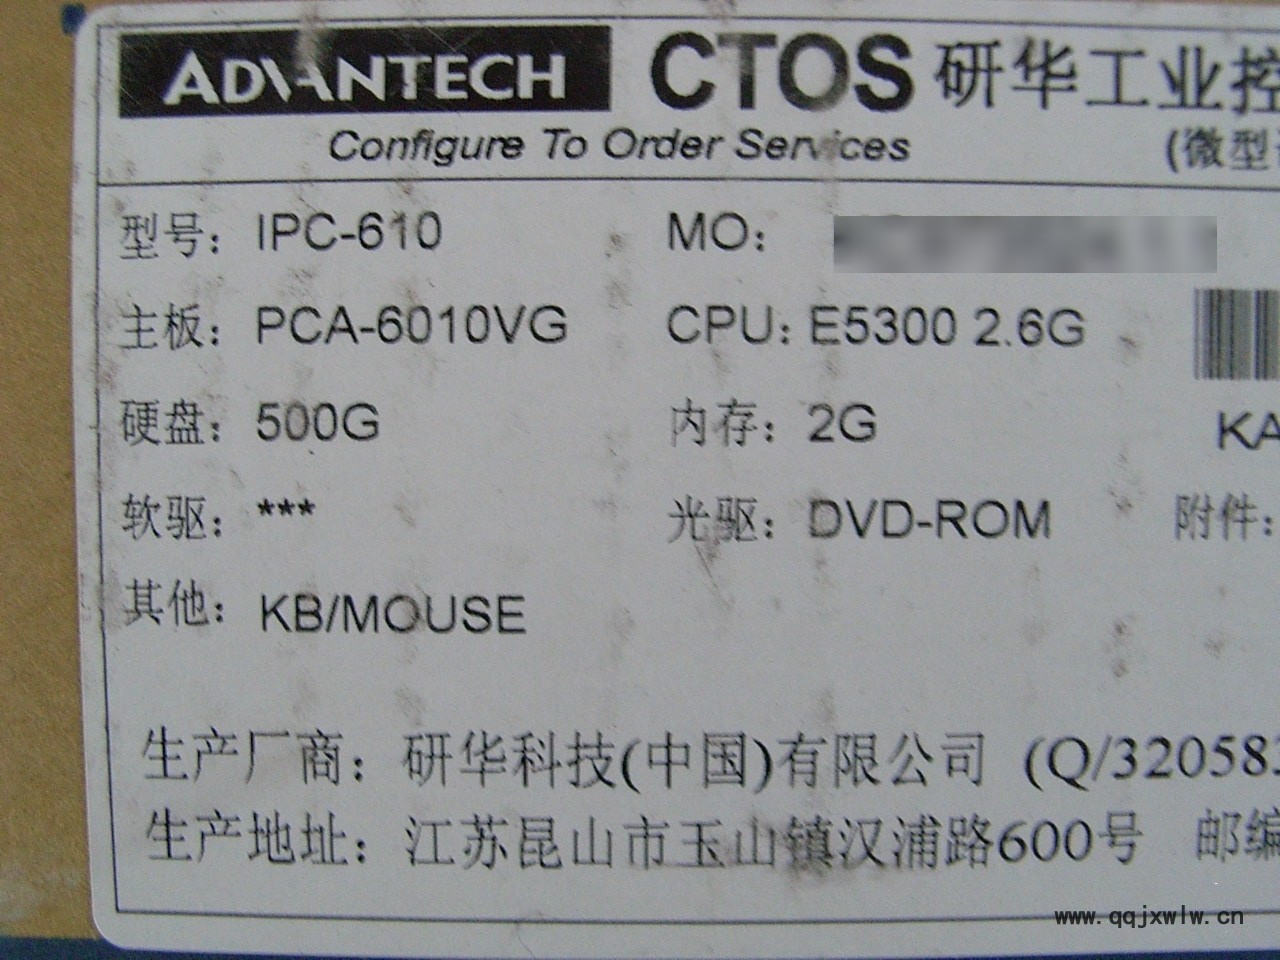 ADVANTECH CTOS 研华工业控
Configure To Order Services (微型
型号: IPC-610 MO:
主板: PCA-6010VG CPU: E5300 2.6G
硬盘: 500G 内存: 2G KA
软驱: *** 光驱: DVD-ROM 附件:
其他: KB/MOUSE
生产厂商: 研华科技(中国)有限公司 (Q/320583
生产地址: 江苏昆山市玉山镇汉浦路600号 邮编
www.qqjxwlw.cn